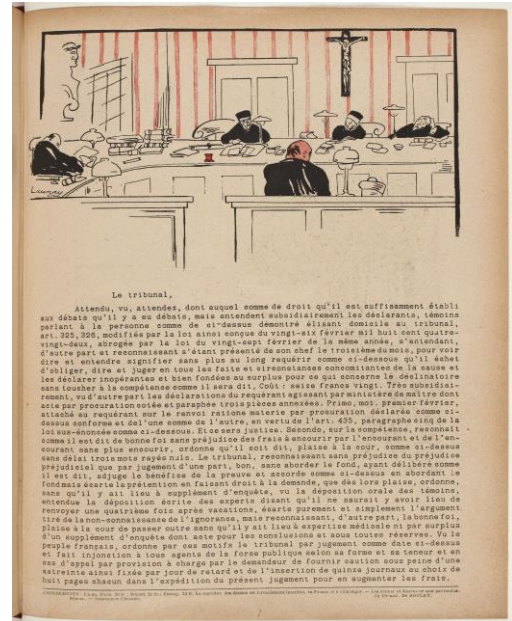 Launay
Le tribunal,
Attendu, vu, attendez, dont auquel comme de droit qu'il est suffisamment établi
aux débats qu'il y a eu débats, mais entendant subsidiairement les déclarants, témoins
parlant à la personne comme de ci-dessus démontré élisant domicile au tribunal,
art. 325, 326, modifiés par la loi ainsi conçue du vingt-six février mil huit cent quatre-
vingt-deux, abrogée par la loi du vingt-sept février de la même année, s'entendant,
d'autre part et reconnaissant s'étant présenté de son chef le troisième du mois, pour voir
dire et entendre signifier sans plus au long requérir comme ci-dessous qu'il échet
d'obliger, dire et juger en tous les faits et circonstances concomitantes de la cause et
les déclarer inopérantes et bien fondées au surplus pour ce qui concerne le déclinatoire
sans toucher à la compétence comme il sera dit, Coût: seize francs vingt. Très subsidiai-
rement, vu d'autre part les déclarations du requérant agissant par ministère de maître dont
acte par procuration cotée et paraphée trois pièces annexées. Primo, moi, premier février,
attaché au requérant sur le renvoi ratione materiæ par procuration déclarée comme ci-
dessus conforme et de l'une comme de l'autre, en vertu de l'art. 435, paragraphe cinq de la
loi sus-énoncée comme ci-dessus. Et ce sera justice. Secundo, sur la compétence, reconnaît
comme il est dit de bonne foi sans préjudice des frais à encourir par l'encourant et de l'en-
courant sans plus encourir, ordonne qu'il soit dit, plaise à la cour, comme ci-dessus
sans délai trois mots rayés nuls. Le tribunal, reconnaissant sans préjudice du préjudice
préjudiciel que par jugement d'une part, bon, sans aborder le fond, ayant délibéré comme
il est dit, adjuge le bénéfice de la preuve et accorde comme ci-dessus en abordant le
fond mais écarte la prétention en faisant droit à la demande, que dès lors plaise, ordonne,
sans qu'il y ait lieu à supplément d'enquête, vu la déposition orale des témoins,
entendue la déposition écrite des experts disant qu'il ne saurait y avoir lieu de
renvoyer une quatrième fois après vacations, écarte purement et simplement l'argument
tiré de la non-connaissance de l'ignorance, mais reconnaissant, d'autre part, la bonne foi,
plaise à la cour de passer outre sans qu'il y ait lieu à expertise médicale ni par surplus
d'un supplément d'enquête dont acte pour les conclusions et sous toutes réserves. Vu le
peuple français, ordonne par ces motifs le tribunal par jugement comme date ci-dessus
et fait injonction à tous agents de la force publique selon sa forme et sa teneur et en
cas d'appel par provision à charge par le demandeur de fournir caution sous peine d'une
astreinte ainsi fixée par jour de retard et de l'insertion de quinze journaux au choix de
huit pages chacun dans l'expédition du présent jugement pour en augmenter les frais.